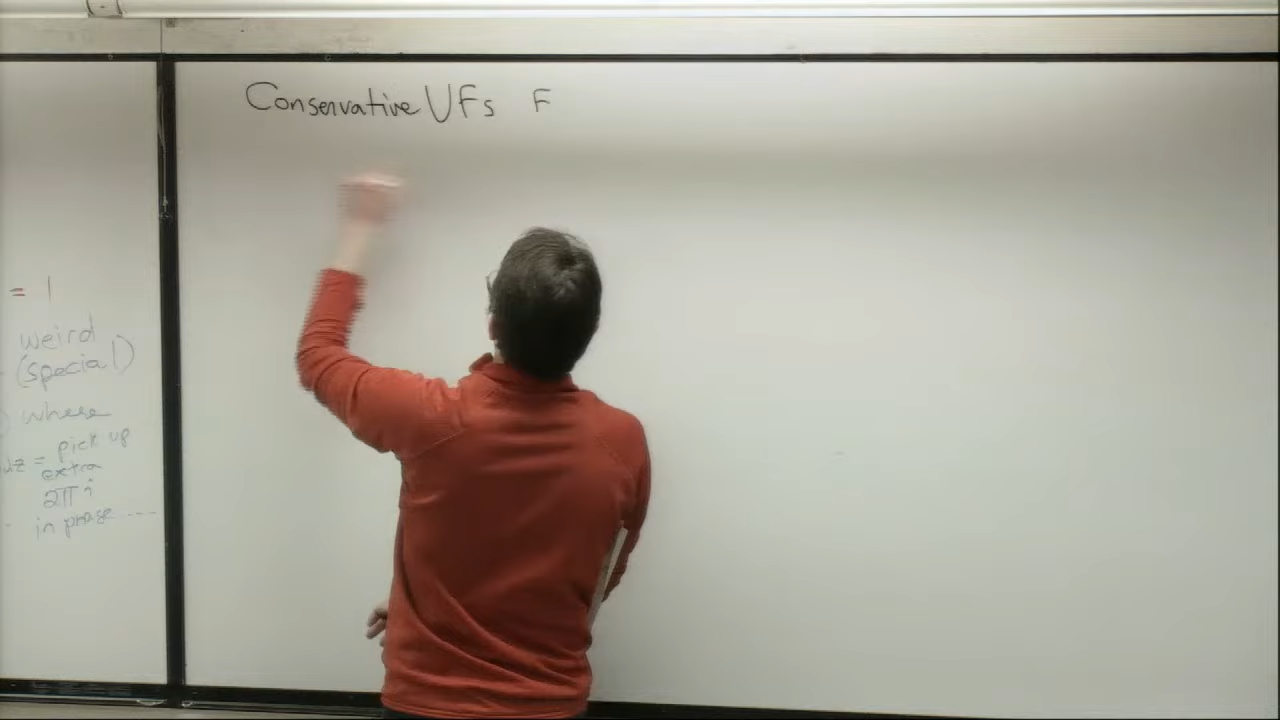 Conservative VFs F
= 1
weird
(special)
) where
dz = pick up
extra
2πi
in phase ....